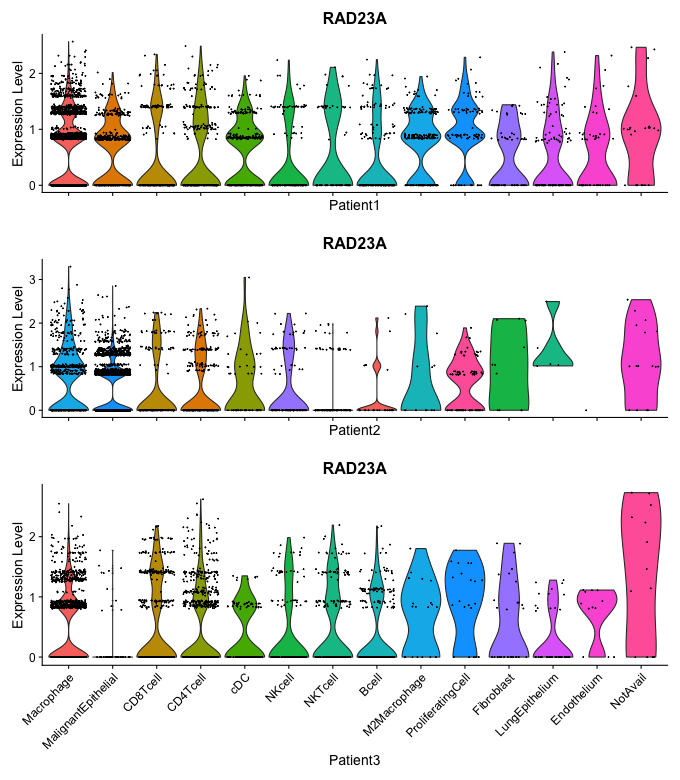 RAD23A
Expression Level
2
1
0
Patient1
RAD23A
Expression Level
3
2
1
0
Patient2
RAD23A
Expression Level
2
1
0
Macrophage
MalignantEpithelial
CD8Tcell
CD4Tcell
cDC
NKcell
NKTcell
Bcell
M2Macrophage
ProliferatingCell
Fibroblast
LungEpithelium
Endothelium
NotAvail
Patient3